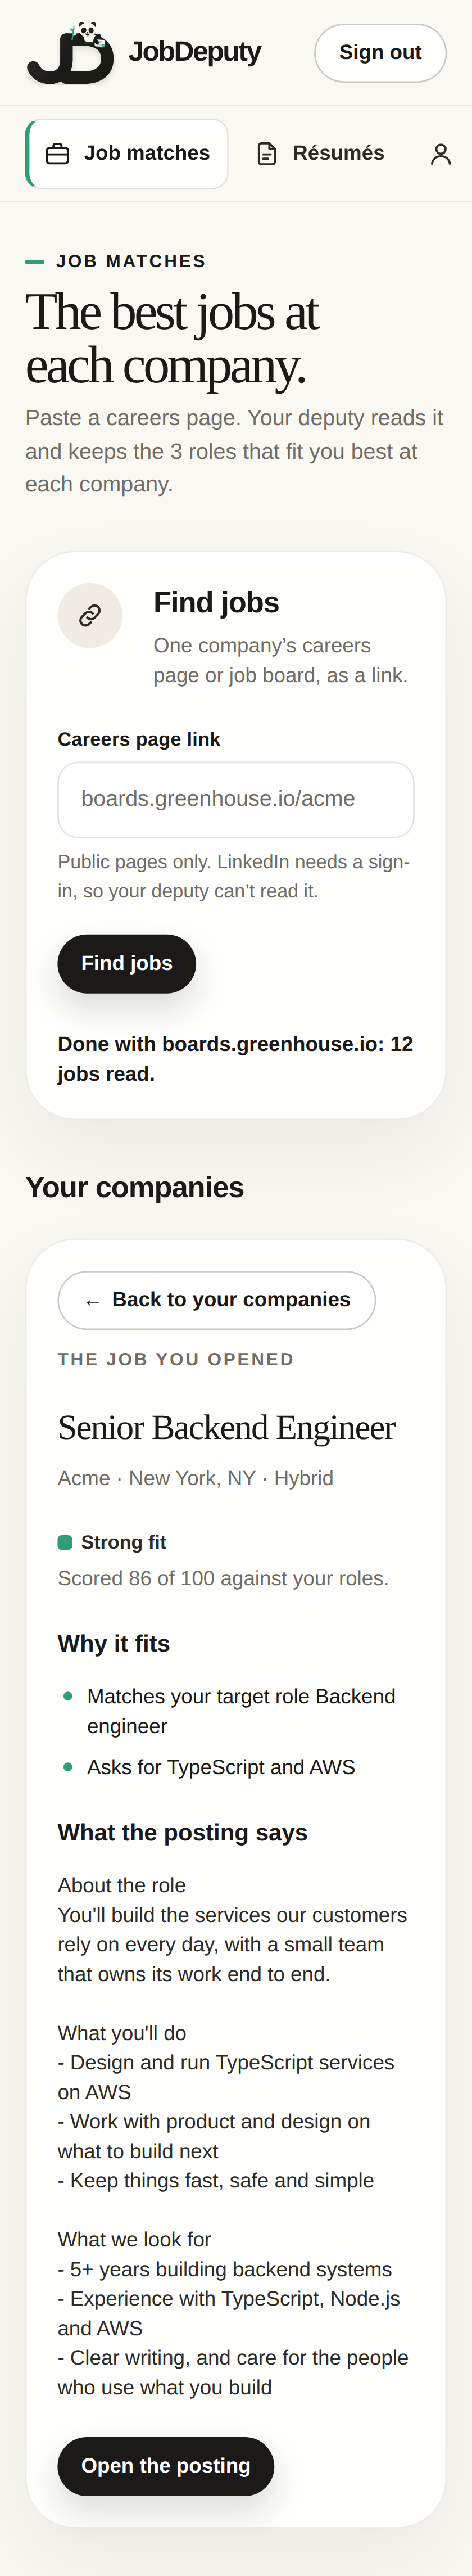 JobDeputy
Sign out
Job matches
Résumés
JOB MATCHES
The best jobs at
each company.
Paste a careers page. Your deputy reads it
and keeps the 3 roles that fit you best at
each company.
Find jobs
One company’s careers
page or job board, as a link.
Careers page link
boards.greenhouse.io/acme
Public pages only. LinkedIn needs a sign-
in, so your deputy can’t read it.
Find jobs
Done with boards.greenhouse.io: 12
jobs read.
Your companies
← Back to your companies
THE JOB YOU OPENED
Senior Backend Engineer
Acme · New York, NY · Hybrid
Strong fit
Scored 86 of 100 against your roles.
Why it fits
Matches your target role Backend
engineer
Asks for TypeScript and AWS
What the posting says
About the role
You'll build the services our customers
rely on every day, with a small team
that owns its work end to end.
What you'll do
- Design and run TypeScript services
on AWS
- Work with product and design on
what to build next
- Keep things fast, safe and simple
What we look for
- 5+ years building backend systems
- Experience with TypeScript, Node.js
and AWS
- Clear writing, and care for the people
who use what you build
Open the posting